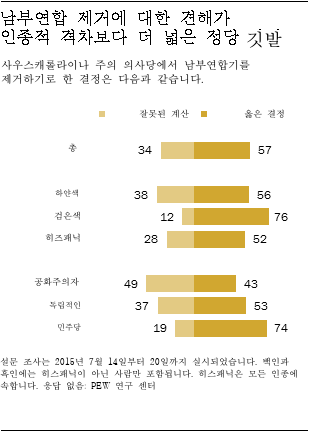 남부연합 제거에 대한 견해가
인종적 격차보다 더 넓은 정당 깃발
사우스캐롤라이나 주의 의사당에서 남부연합기를
제거하기로 한 결정은 다음과 같습니다.
잘못된 계산 옳은 결정
총 34 57
하얀색 38 56
검은색 12 76
히즈패닉 28 52
공화주의자 49 43
독립적인 37 53
민주당 19 74
설문 조사는 2015년 7월 14일부터 20일까지 실시되었습니다. 백인과
흑인에는 히스패닉이 아닌 사람만 포함됩니다. 히스패닉은 모든 인종에
속합니다. 응답 없음: PEW 연구 센터